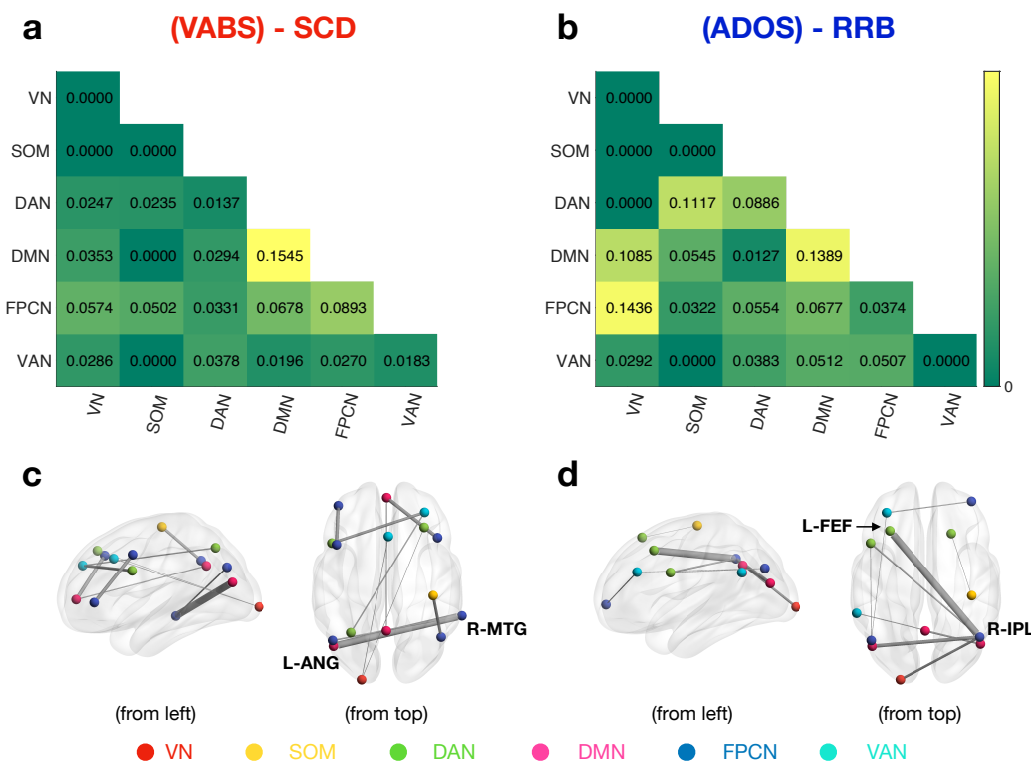 a (VABS) - SCD
VN 0.0000
SOM 0.0000 0.0000
DAN 0.0247 0.0235 0.0137
DMN 0.0353 0.0000 0.0294 0.1545
FPCN 0.0574 0.0502 0.0331 0.0678 0.0893
VAN 0.0286 0.0000 0.0378 0.0196 0.0270 0.0183
VN SOM DAN DMN FPCN VAN
b (ADOS) - RRB
VN 0.0000
SOM 0.0000 0.0000
DAN 0.0000 0.1117 0.0886
DMN 0.1085 0.0545 0.0127 0.1389
FPCN 0.1436 0.0322 0.0554 0.0677 0.0374
VAN 0.0292 0.0000 0.0383 0.0512 0.0507 0.0000
0
VN SOM DAN DMN FPCN VAN
c
R-MTG
L-ANG
(from left) (from top)
d
L-FEF
R-IPL
(from left) (from top)
VN SOM DAN DMN FPCN VAN